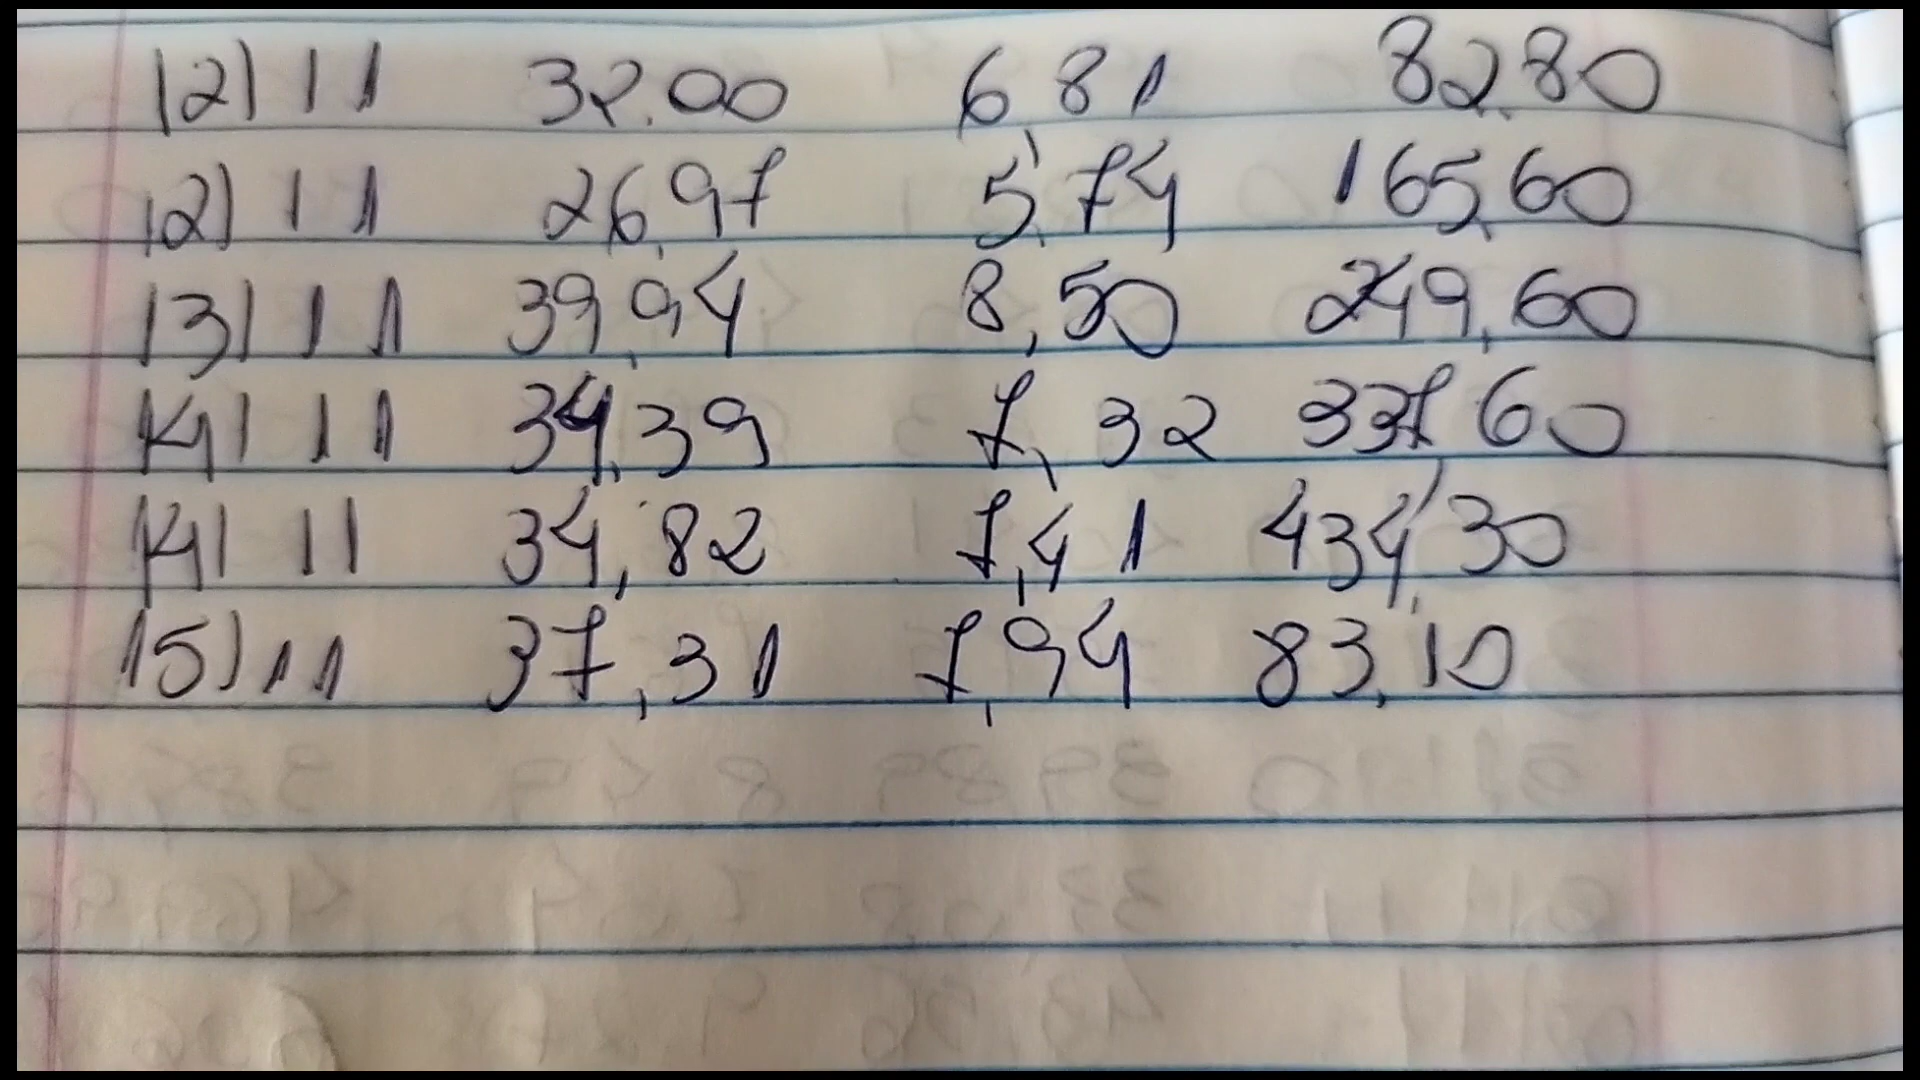 12/11 32.00 6,81 82,80
12/11 26,97 5,74 165,60
13/11 39,94 8,50 249,60
14/11 34,39 7,32 337,60
14/11 34,82 7,41 434,30
15/11 37,31 7,94 83,10